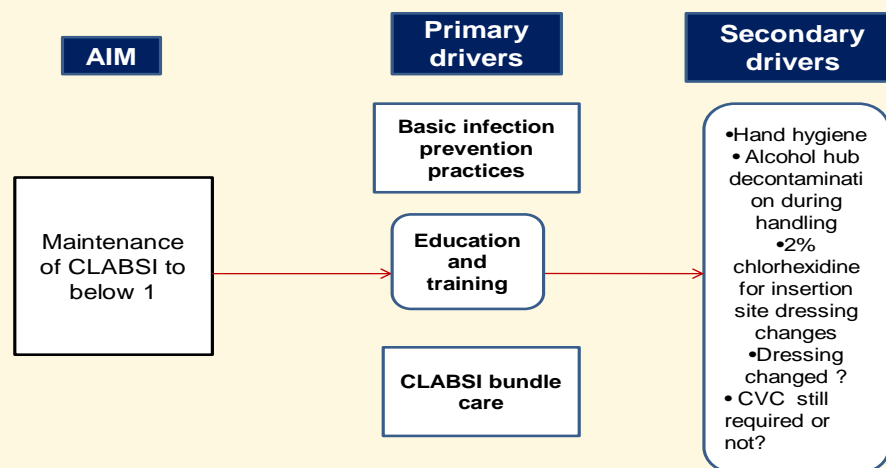 AIM
Primary
drivers
Secondary
drivers
Maintenance
of CLABSI to
below 1
Basic infection
prevention
practices
Education
and
training
CLABSI bundle
care
•Hand hygiene
• Alcohol hub
decontaminati
on during
handling
•2%
chlorhexidine
for insertion
site dressing
changes
•Dressing
changed ?
• CVC still
required or
not?